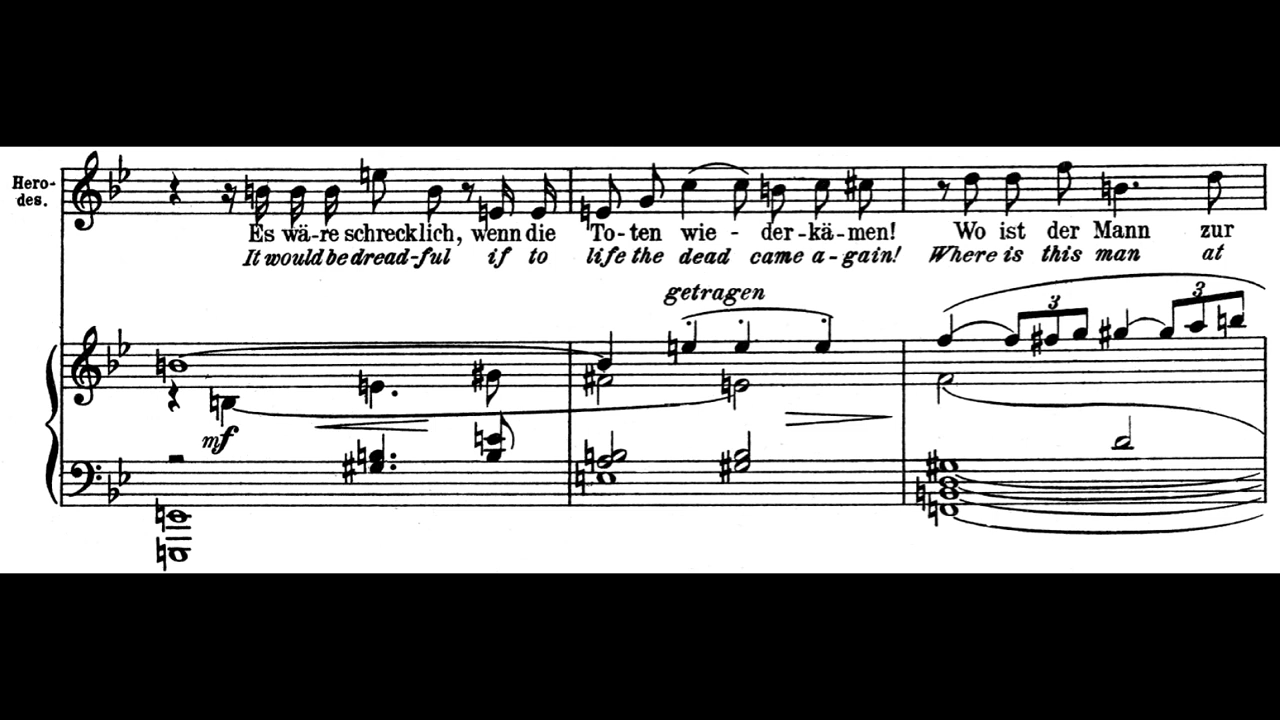 Hero-
des.
Es wä-re schrecklich, wenn die To-ten wie - der-kä-men! Wo ist der Mann zur
It would be dread-ful if to life the dead came a-gain! Where is this man at
getragen
3
3
mf